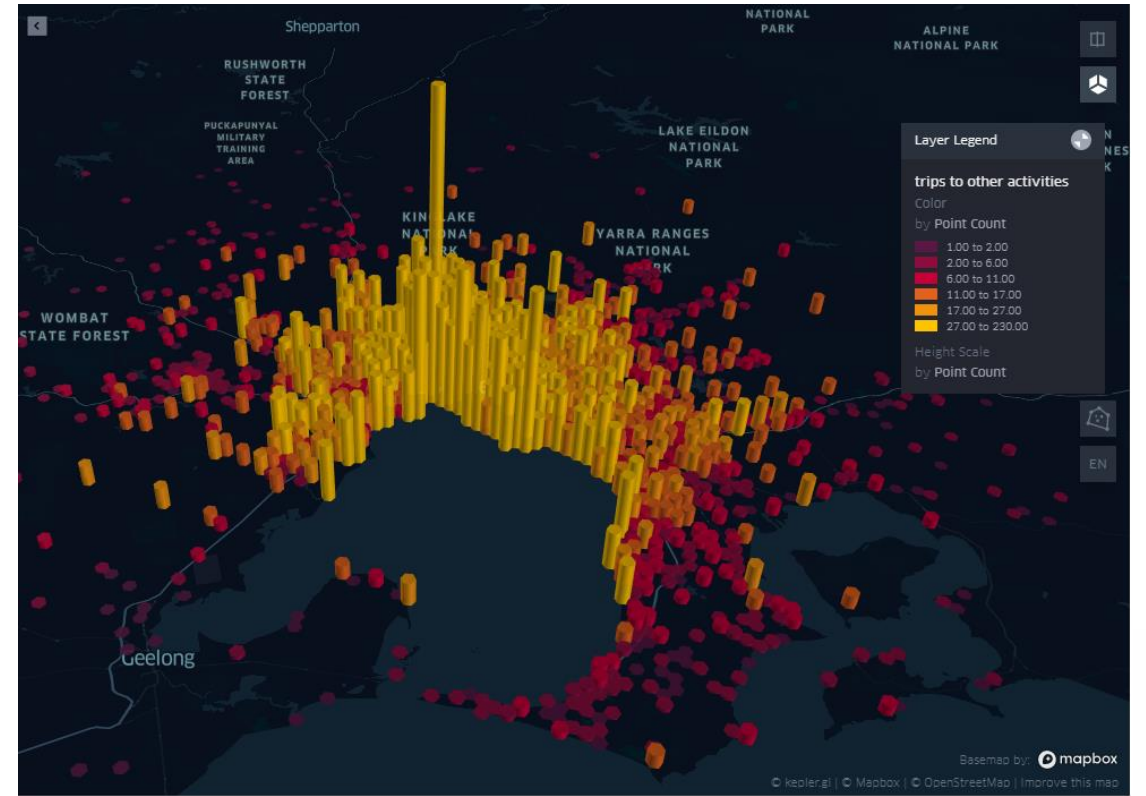 Shepparton
NATIONAL
PARK
ALPINE
NATIONAL PARK
RUSHWORTH
STATE
FOREST
PUCKAPUNYAL
MILITARY
TRAINING
AREA
LAKE EILDON
NATIONAL
PARK
N
NES
K
Layer Legend
trips to other activities
Color
by Point Count
1.00 to 2.00
2.00 to 6.00
6.00 to 11.00
11.00 to 17.00
17.00 to 27.00
27.00 to 230.00
Height Scale
by Point Count
YARRA RANGES
NATIONAL
WOMBAT
STATE FOREST
EN
Geelong
Basemap by: mapbox
© kepler.gl | © Mapbox | © OpenStreetMap | Improve this map